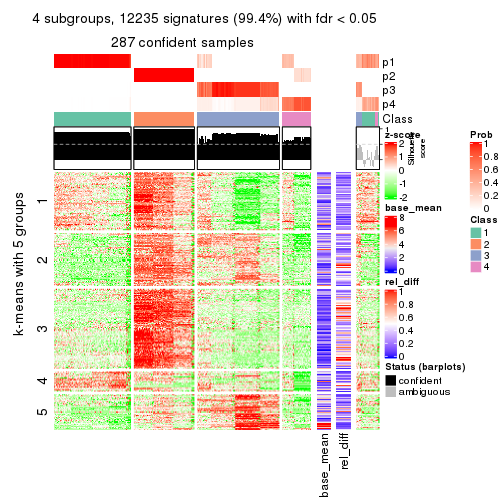 4 subgroups, 12235 signatures (99.4%) with fdr < 0.05
287 confident samples
p1
p2
p3
p4
Class
Silhouette
score
1
k-means with 5 groups
1
2
3
4
5
base_mean
rel_diff
z-score
2
1
0
-1
-2
base_mean
8
6
4
2
0
rel_diff
1
0.8
0.6
0.4
0.2
0
Status (barplots)
confident
ambiguous
Prob
1
0.8
0.6
0.4
0.2
0
Class
1
2
3
4